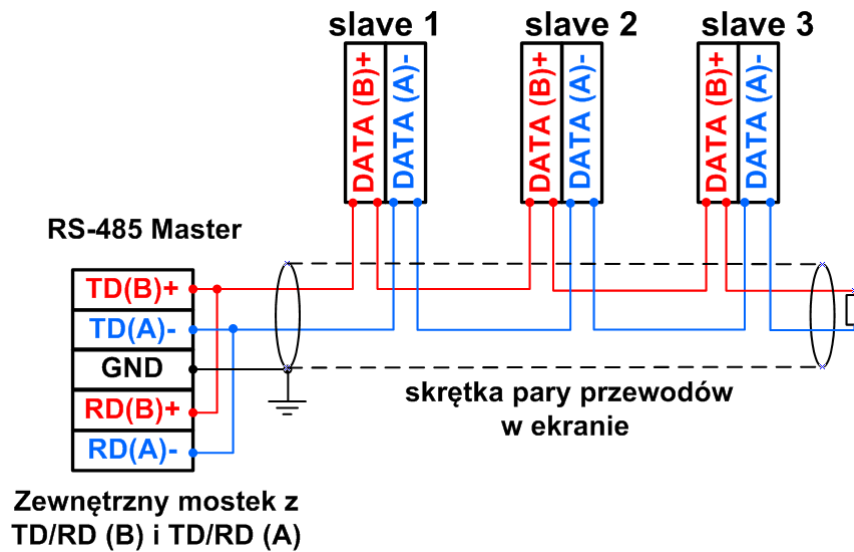 slave 1
slave 2
slave 3
DATA (B)+
DATA (A)-
DATA (B)+
DATA (A)-
DATA (B)+
DATA (A)-
RS-485 Master
TD(B)+
TD(A)-
GND
RD(B)+
RD(A)-
skrętka pary przewodów
w ekranie
Zewnętrzny mostek z
TD/RD (B) i TD/RD (A)